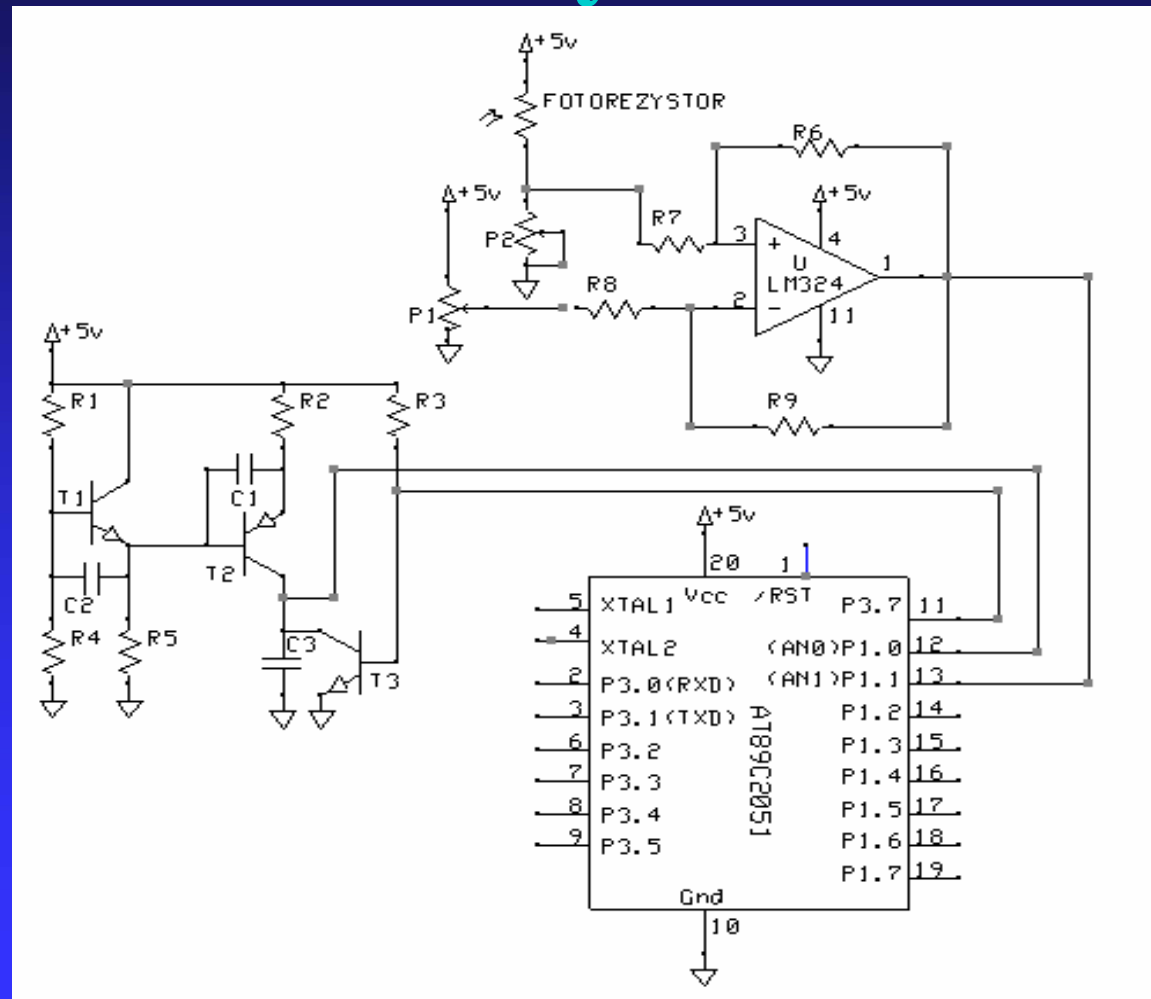 +5v
FOTOREZYSTOR
R6
+5v
+5v
R7
P2
3
+
4
U
1
LM324
R8
2
-
11
P1
+5v
R9
R1
R2
R3
C1
T1
+5v
T2
20
1
C2
Vcc
/RST
5
XTAL1
P3.7
11
R4
R5
C3
4
XTAL2
(AN0)P1.0
12
T3
2
P3.0(RXD)
(AN1)P1.1
13
3
P3.1(TXD)
P1.2
14
6
P3.2
P1.3
15
7
P3.3
P1.4
16
8
P3.4
P1.5
17
9
P3.5
P1.6
18
AT89C2051
P1.7
19
Gnd
10